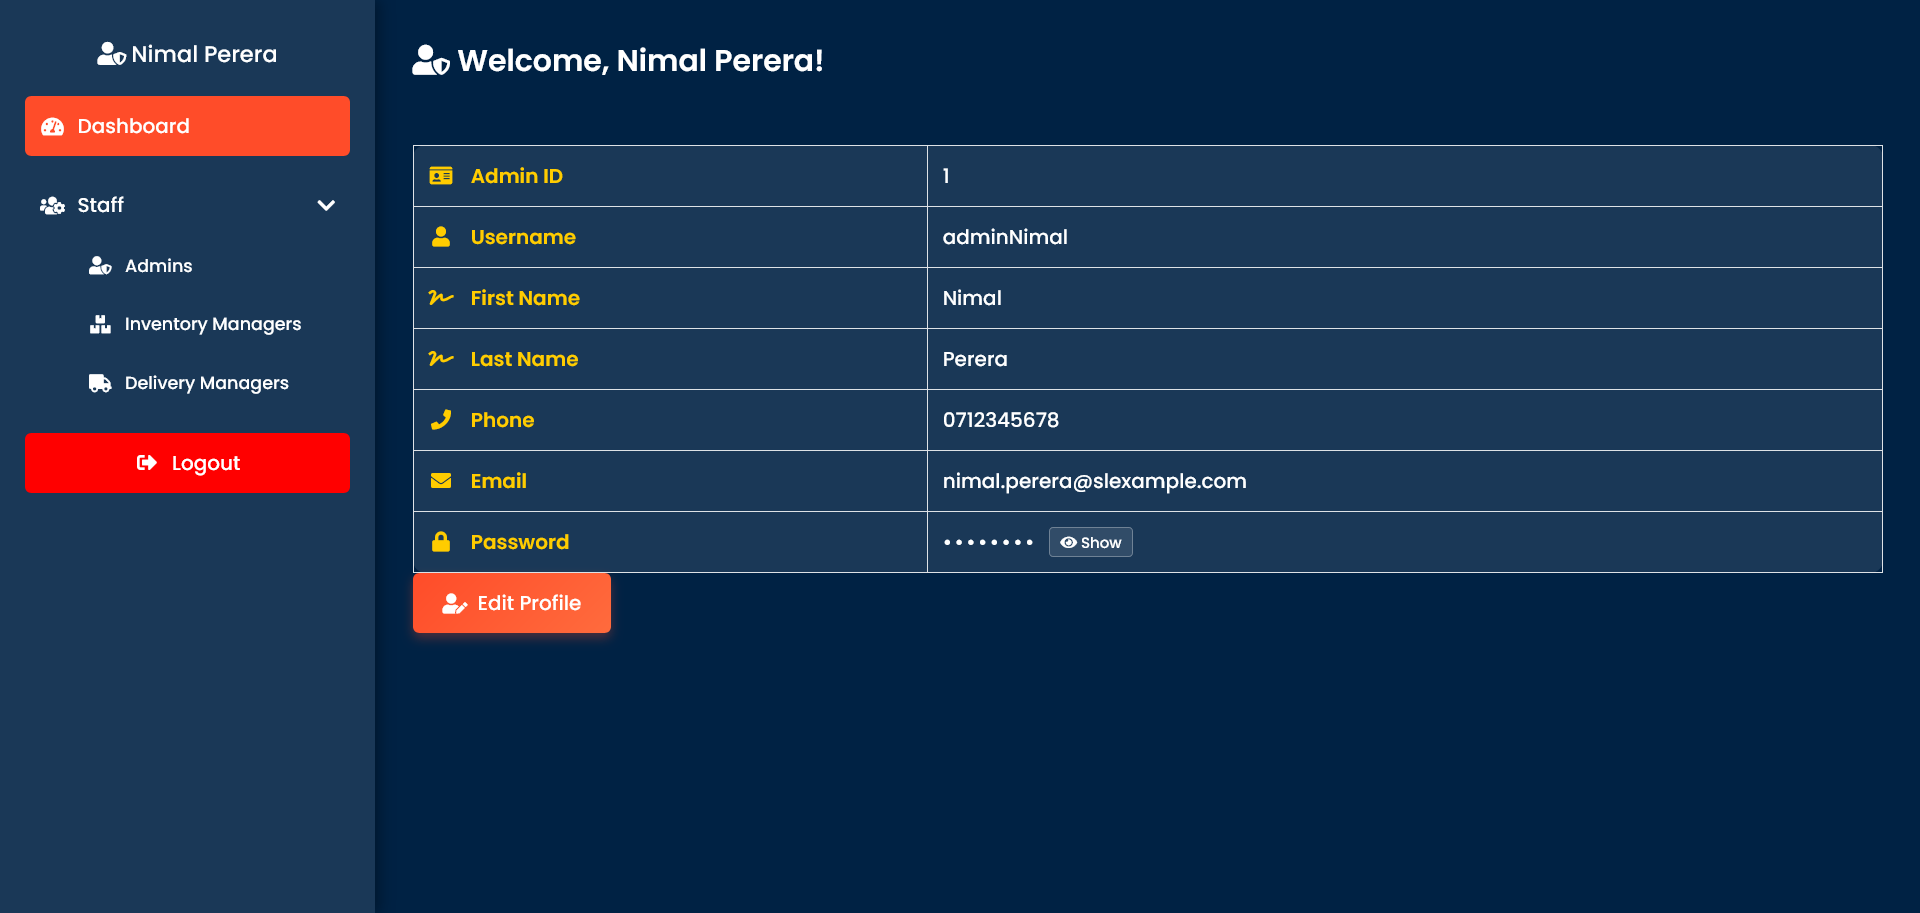 Nimal Perera
Dashboard
Staff
Admins
Inventory Managers
Delivery Managers
Logout
Welcome, Nimal Perera!
Admin ID 1
Username adminNimal
First Name Nimal
Last Name Perera
Phone 0712345678
Email nimal.perera@slexample.com
Password •••••••• Show
Edit Profile